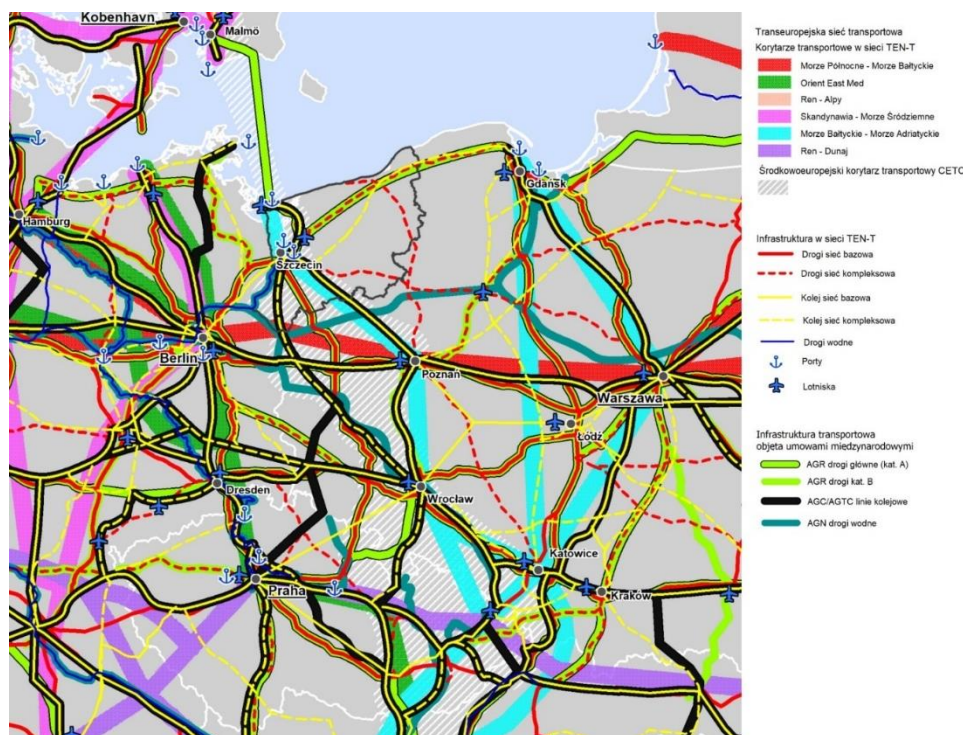 Kobenhavn
Malmö
Gdańsk
Hamburg
Szczecin
Berlin
Poznań
Warszawa
Łódź
Dresden
Wrocław
Katowice
Praha
Kraków
Transeuropejska sieć transportowa
Korytarze transportowe w sieci TEN-T
Morze Północne - Morze Bałtyckie
Orient East Med
Ren - Alpy
Skandynawia - Morze Śródziemne
Morze Bałtyckie - Morze Adriatyckie
Ren - Dunaj
Środkowoeuropejski korytarz transportowy CETC
Infrastruktura w sieci TEN-T
Drogi sieć bazowa
Drogi sieć kompleksowa
Kolej sieć bazowa
Kolej sieć kompleksowa
Drogi wodne
Porty
Lotniska
Infrastruktura transportowa
objeta umowami miedzynarodowymi
AGR drogi główne (kat. A)
AGR drogi kat. B
AGC/AGTC linie kolejowe
AGN drogi wodne